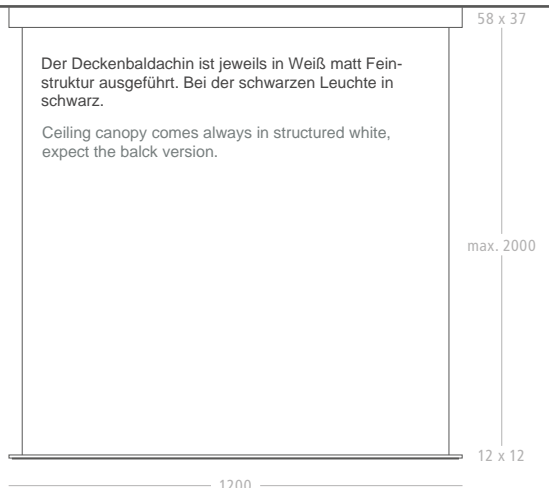 58 x 37
Der Deckenbaldachin ist jeweils in Weiß matt Fein-
struktur ausgeführt. Bei der schwarzen Leuchte in
schwarz.
Ceiling canopy comes always in structured white,
expect the balck version.
max. 2000
12 x 12
1200